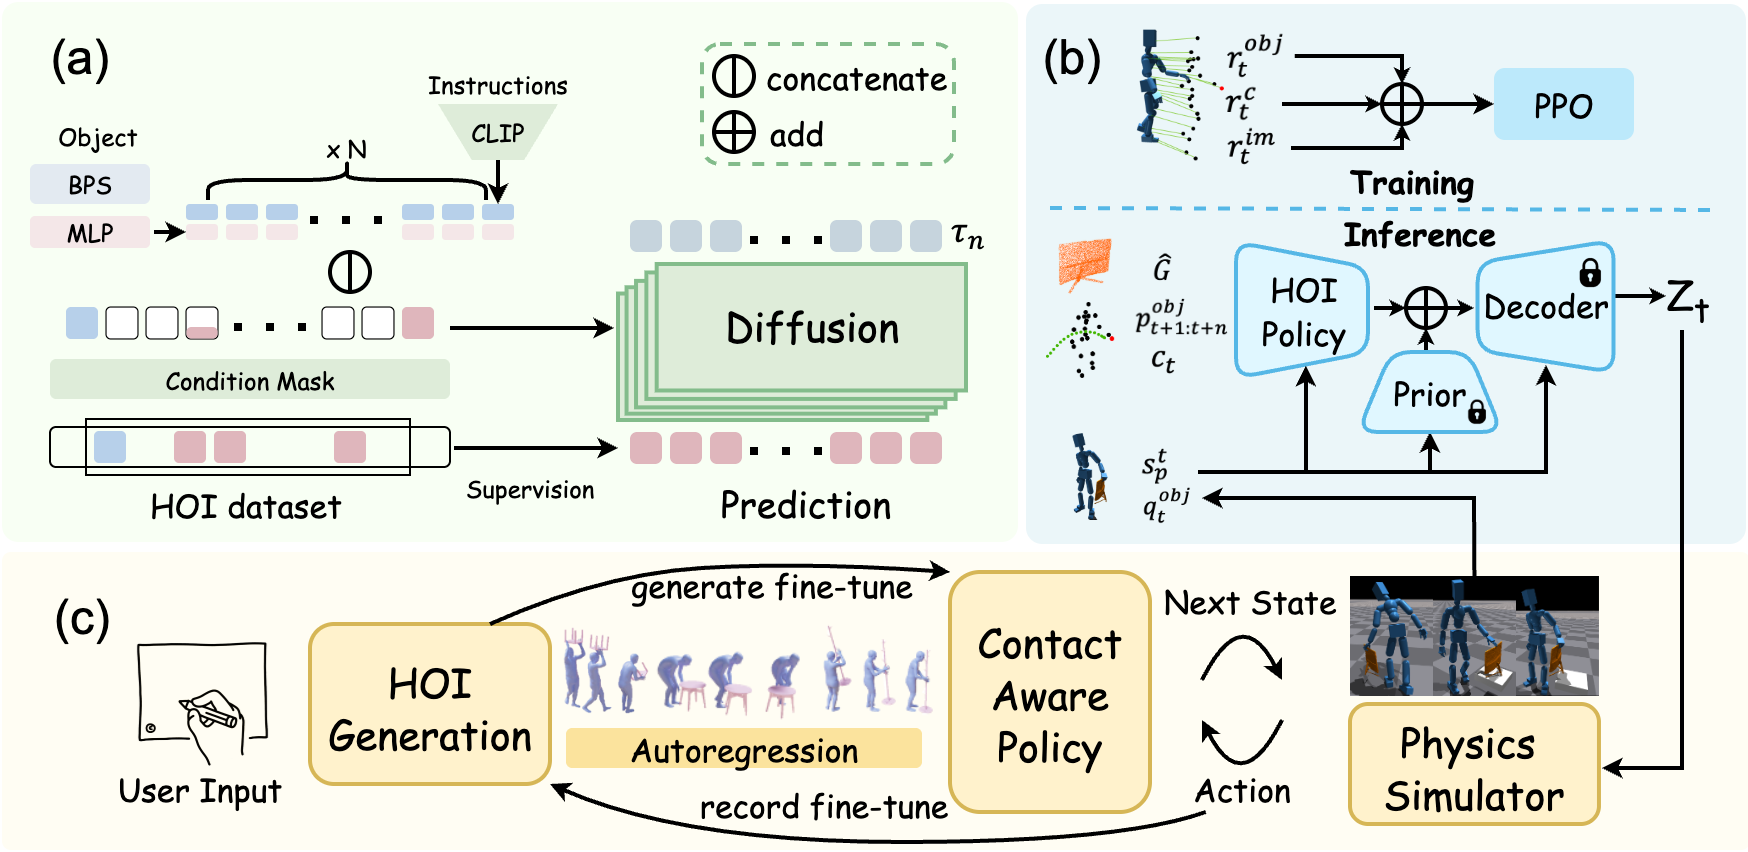 (a)
Instructions
CLIP
Object
BPS
MLP
x N
concatenate
add
τn
Diffusion
Condition Mask
HOI dataset
Supervision
Prediction
(b)
r_t^obj
r_t^c
r_t^im
PPO
Training
Inference
Ĝ
p_{t+1:t+n}^obj
c_t
HOI
Policy
Decoder
Prior
Z_t
s_p^t
q_t^obj
(c)
User Input
HOI
Generation
generate fine-tune
Autoregression
record fine-tune
Contact
Aware
Policy
Next State
Action
Physics
Simulator